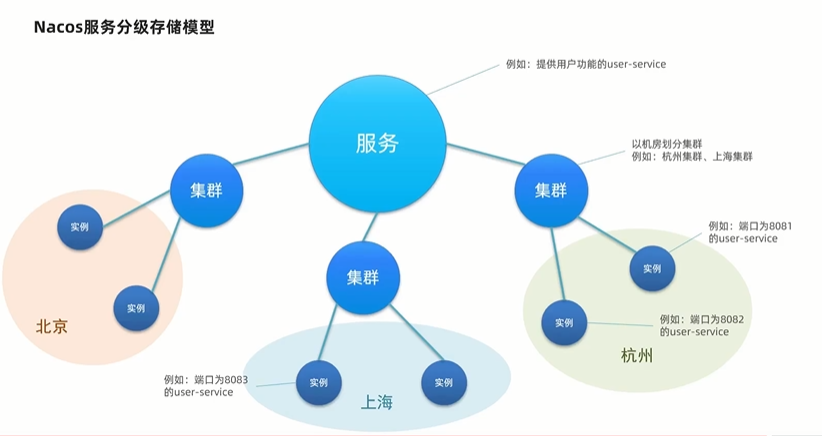 Nacos服务分级存储模型
例如：提供用户功能的user-service
服务
以机房划分集群
例如：杭州集群、上海集群
集群
集群
集群
实例
实例
北京
例如：端口为8081
的user-service
实例
实例
例如：端口为8082
的user-service
杭州
例如：端口为8083
的user-service
实例
实例
上海